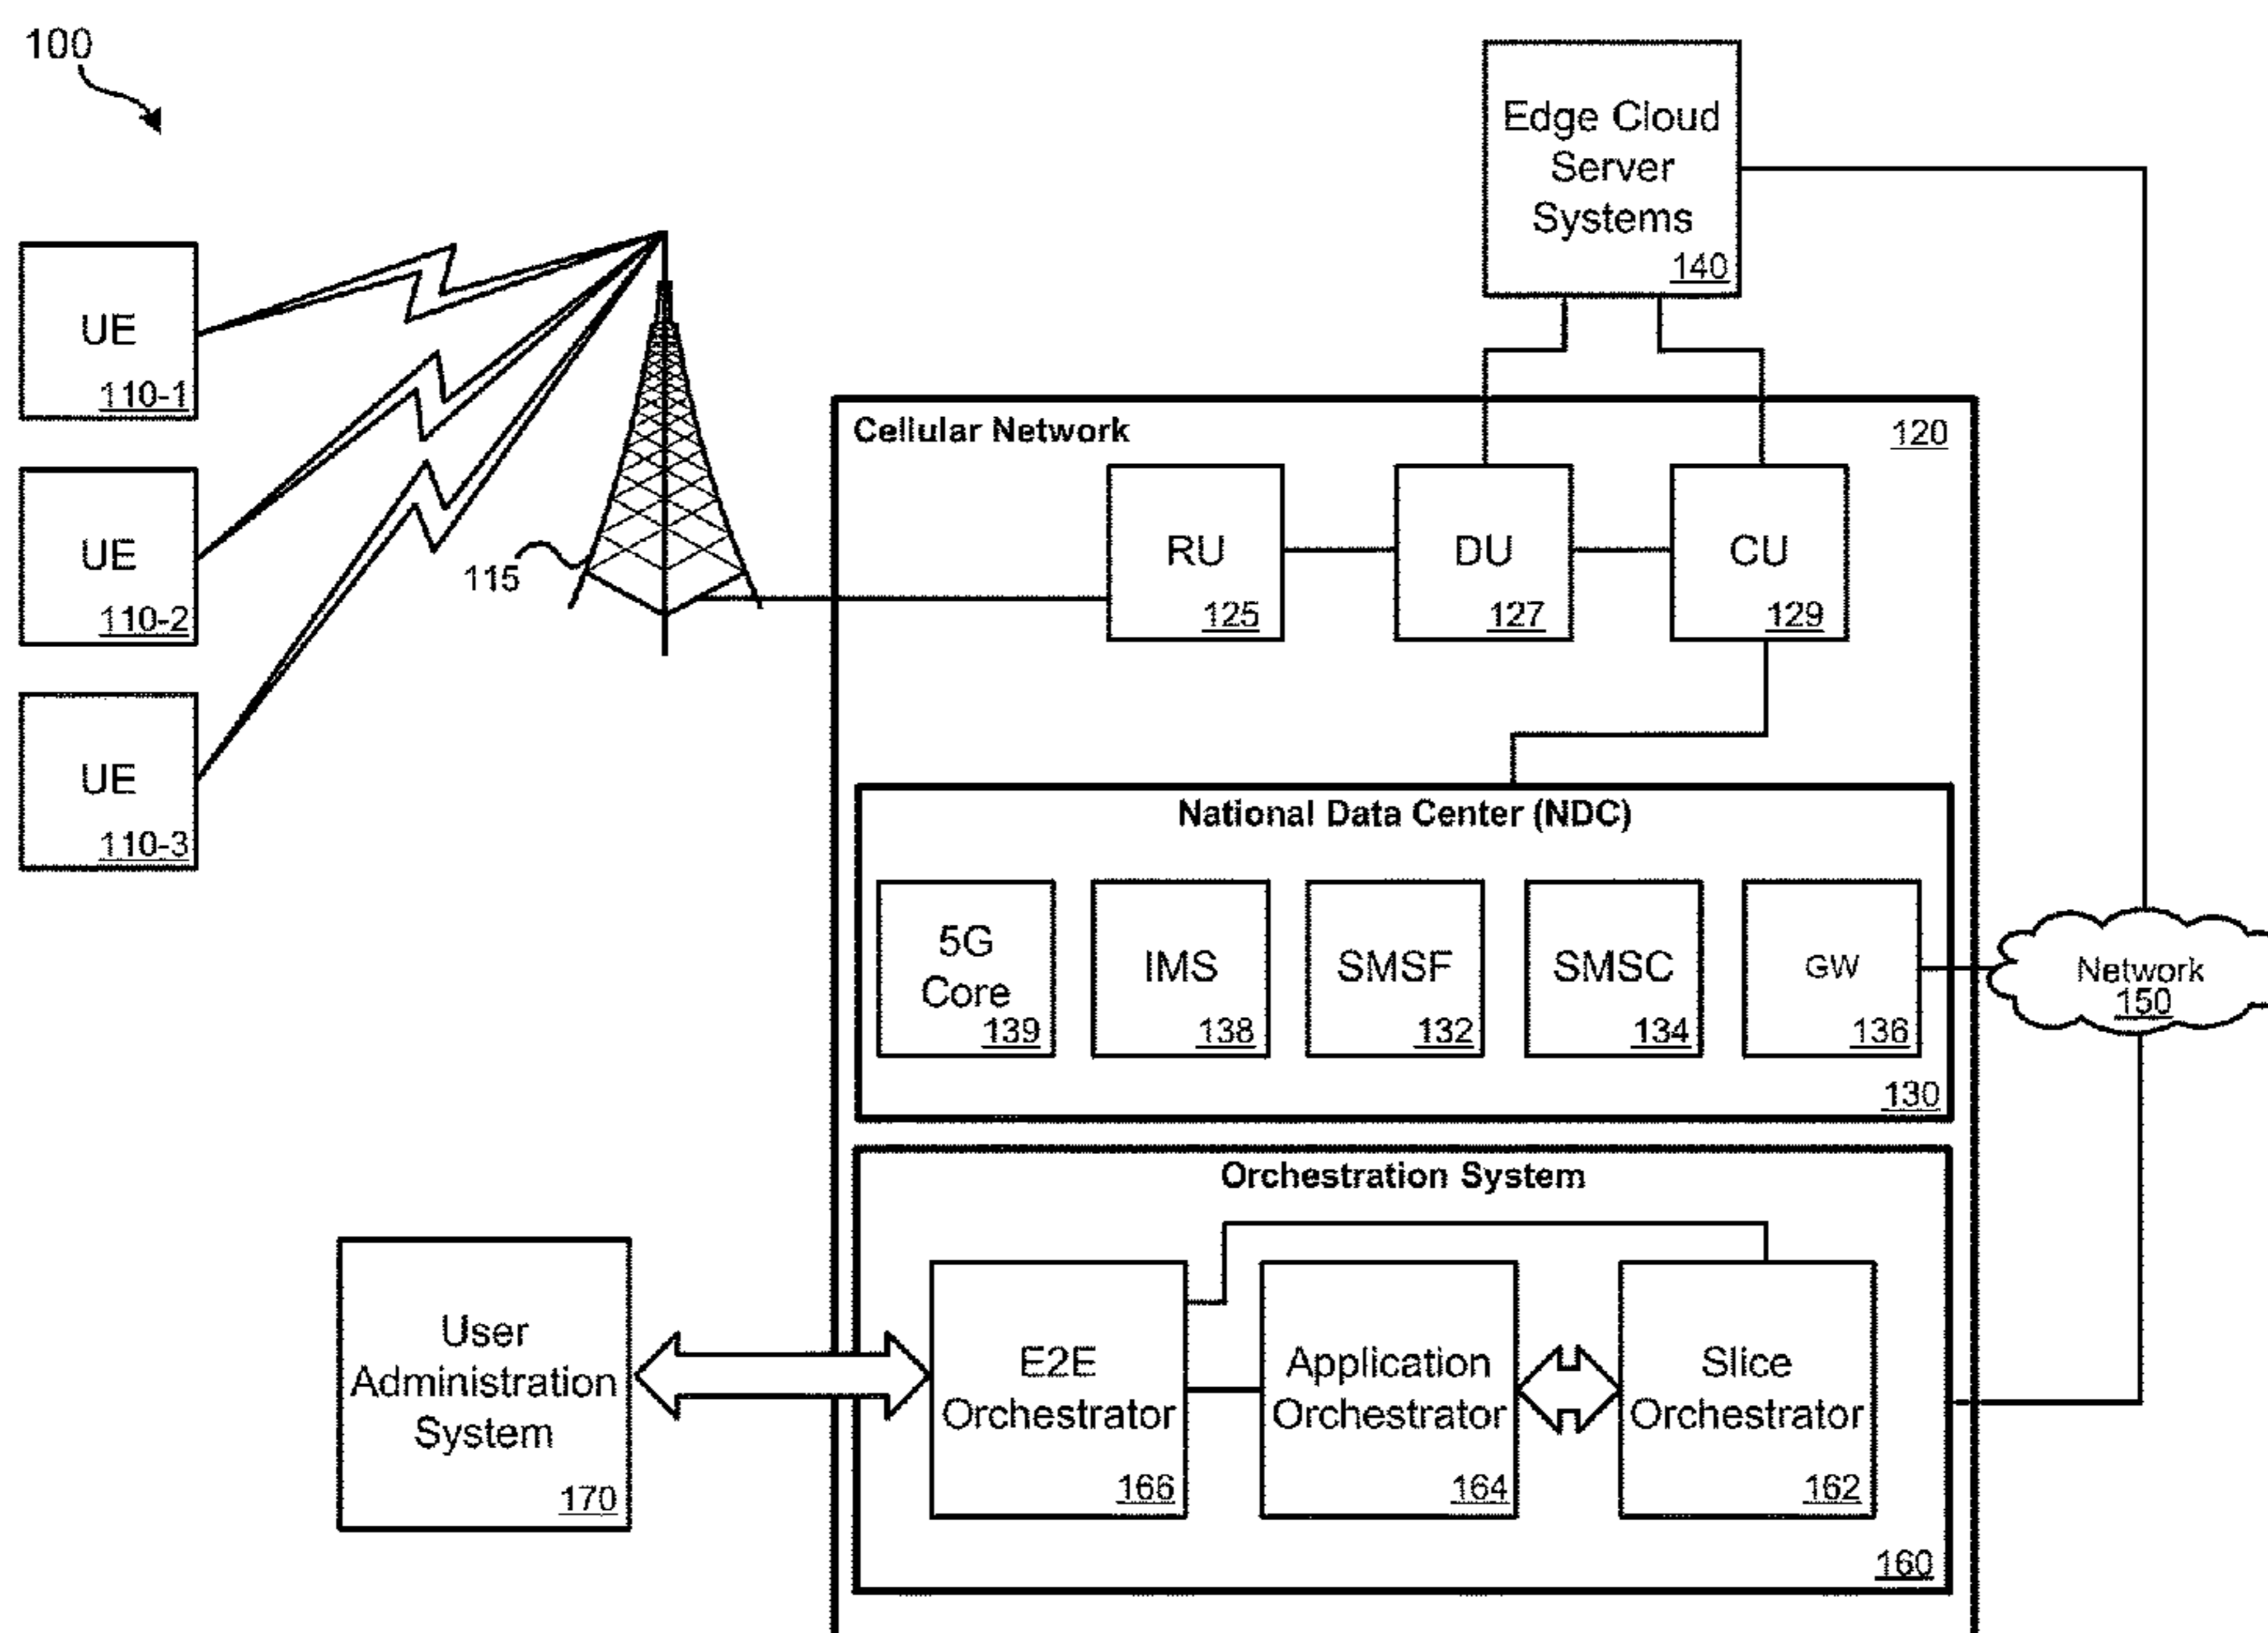 100
Edge Cloud
Server
Systems
140
UE
110-1
UE
110-2
UE
110-3
115
Cellular Network
120
RU
125
DU
127
CU
129
National Data Center (NDC)
5G
Core
139
IMS
138
SMSF
132
SMSC
134
GW
136
130
Network
150
Orchestration System
User
Administration
System
170
E2E
Orchestrator
166
Application
Orchestrator
164
Slice
Orchestrator
162
160